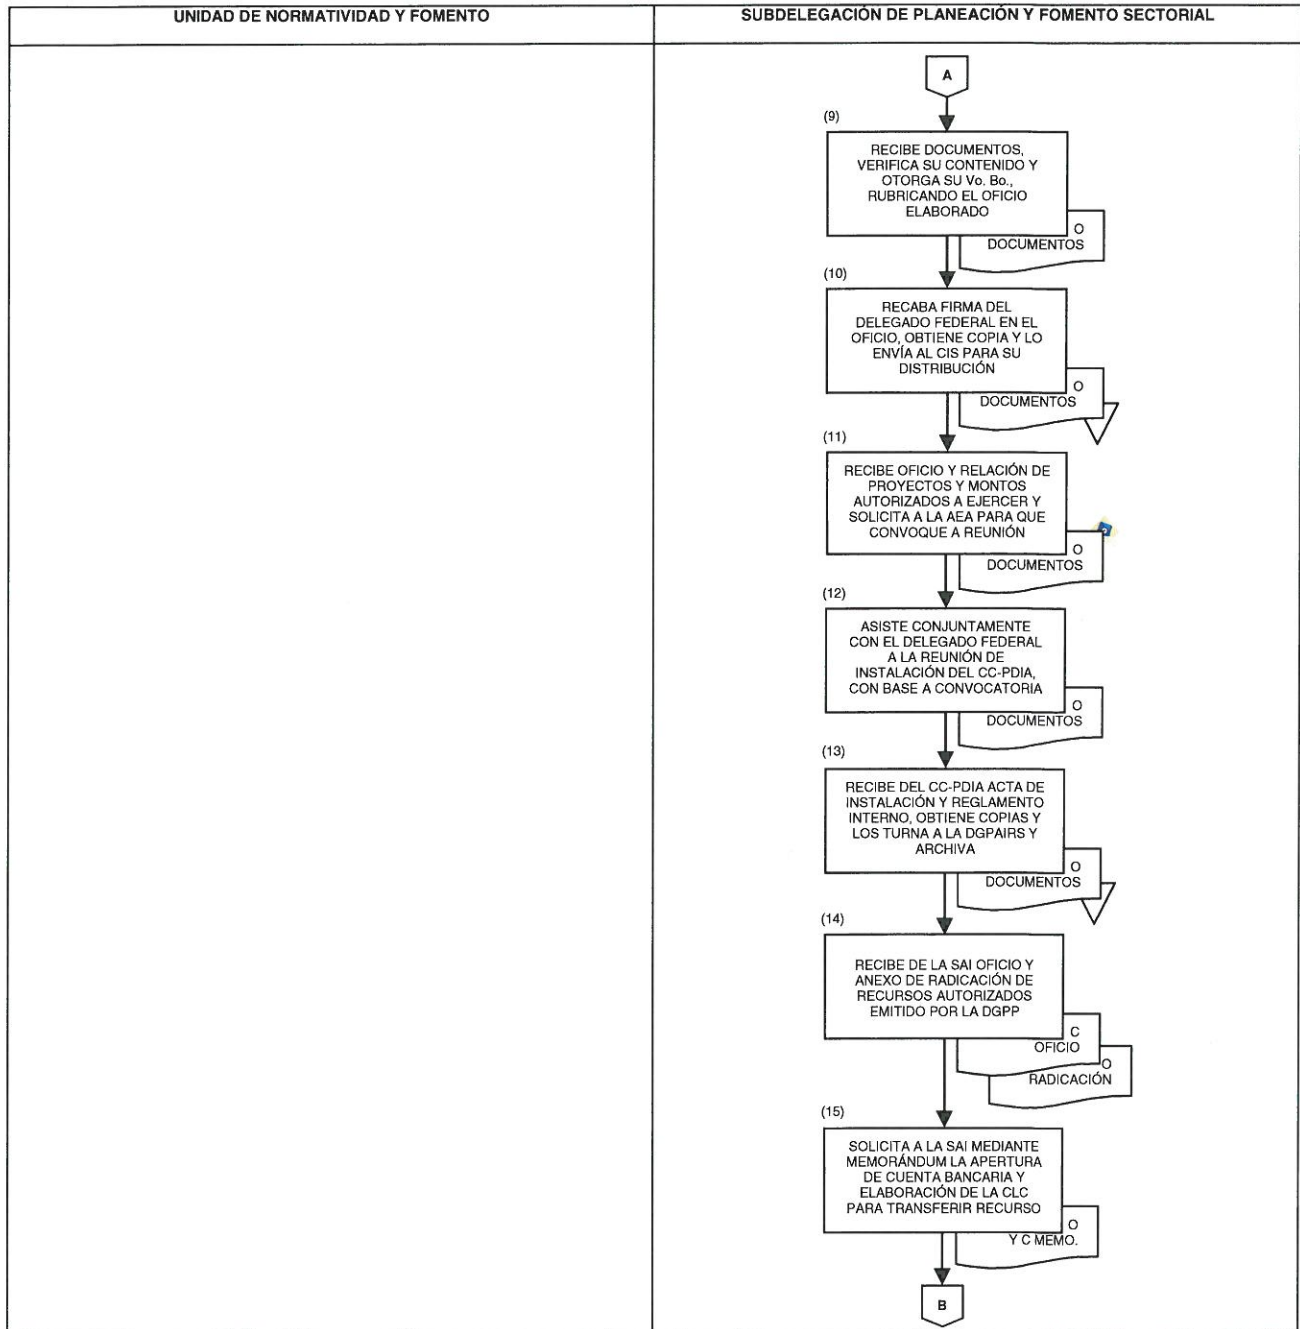 UNIDAD DE NORMATIVIDAD Y FOMENTO
SUBDELEGACIÓN DE PLANEACIÓN Y FOMENTO SECTORIAL
A
(9)
RECIBE DOCUMENTOS,
VERIFICA SU CONTENIDO Y
OTORGA SU Vo. Bo.,
RUBRICANDO EL OFICIO
ELABORADO
O
DOCUMENTOS
(10)
RECABA FIRMA DEL
DELEGADO FEDERAL EN EL
OFICIO, OBTIENE COPIA Y LO
ENVÍA AL CIS PARA SU
DISTRIBUCIÓN
O
DOCUMENTOS
(11)
RECIBE OFICIO Y RELACIÓN DE
PROYECTOS Y MONTOS
AUTORIZADOS A EJERCER Y
SOLICITA A LA AEA PARA QUE
CONVOQUE A REUNIÓN
O
DOCUMENTOS
(12)
ASISTE CONJUNTAMENTE
CON EL DELEGADO FEDERAL
A LA REUNIÓN DE
INSTALACIÓN DEL CC-PDIA,
CON BASE A CONVOCATORIA
O
DOCUMENTOS
(13)
RECIBE DEL CC-PDIA ACTA DE
INSTALACIÓN Y REGLAMENTO
INTERNO, OBTIENE COPIAS Y
LOS TURNA A LA DGPAIRS Y
ARCHIVA
O
DOCUMENTOS
(14)
RECIBE DE LA SAI OFICIO Y
ANEXO DE RADICACIÓN DE
RECURSOS AUTORIZADOS
EMITIDO POR LA DGPP
C
OFICIO
O
RADICACIÓN
(15)
SOLICITA A LA SAI MEDIANTE
MEMORÁNDUM LA APERTURA
DE CUENTA BANCARIA Y
ELABORACIÓN DE LA CLC
PARA TRANSFERIR RECURSO
O
Y C MEMO.
B